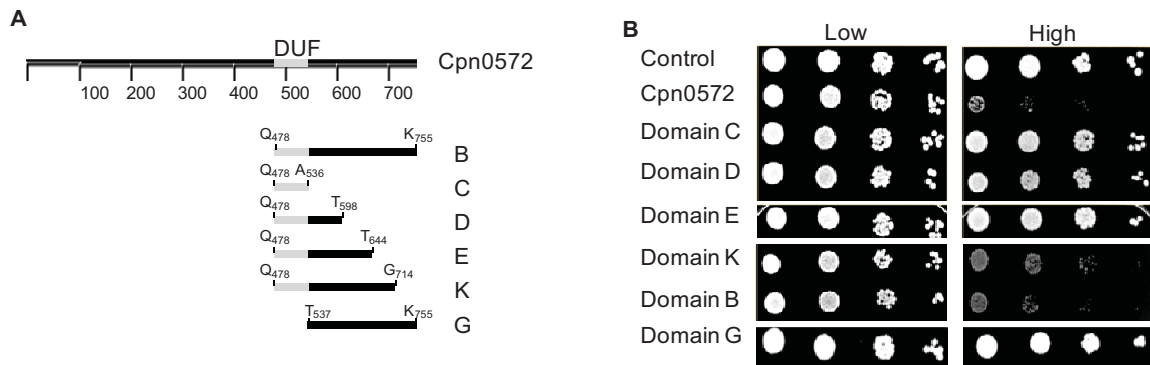 A
DUF
Cpn0572
100 200 300 400 500 600 700
Q478 K755
B
Q478 A536
C
Q478 T598
D
Q478 T644
E
Q478 G714
K
T537 K755
G
B
Low High
Control
Cpn0572
Domain C
Domain D
Domain E
Domain K
Domain B
Domain G